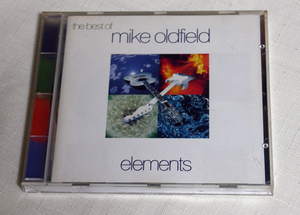 the best of
mike oldfield
elements